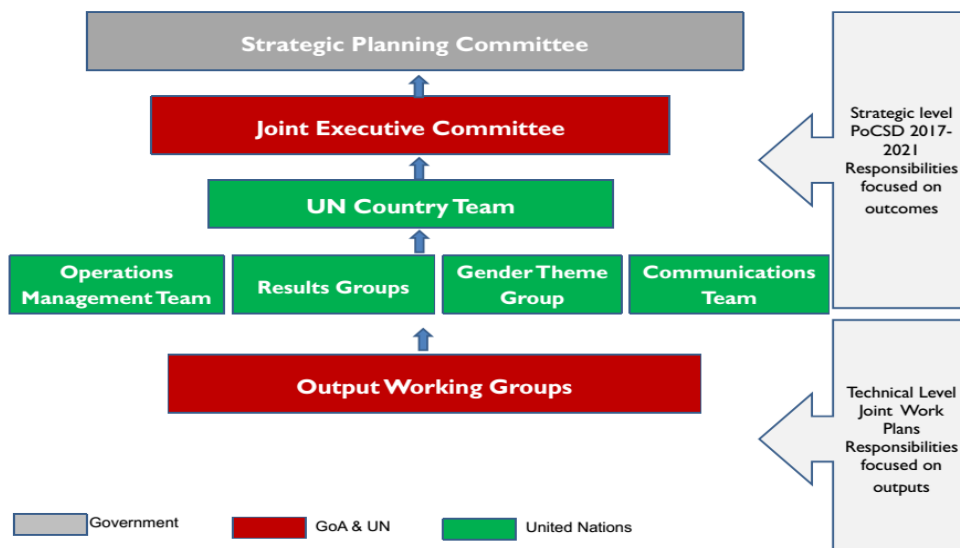 Strategic Planning Committee
Joint Executive Committee
UN Country Team
Operations
Management Team
Results Groups
Gender Theme
Group
Communications
Team
Output Working Groups
Strategic level
PoCSD 2017-
2021
Responsibilities
focused on
outcomes
Technical Level
Joint Work
Plans
Responsibilities
focused on
outputs
Government
GoA & UN
United Nations